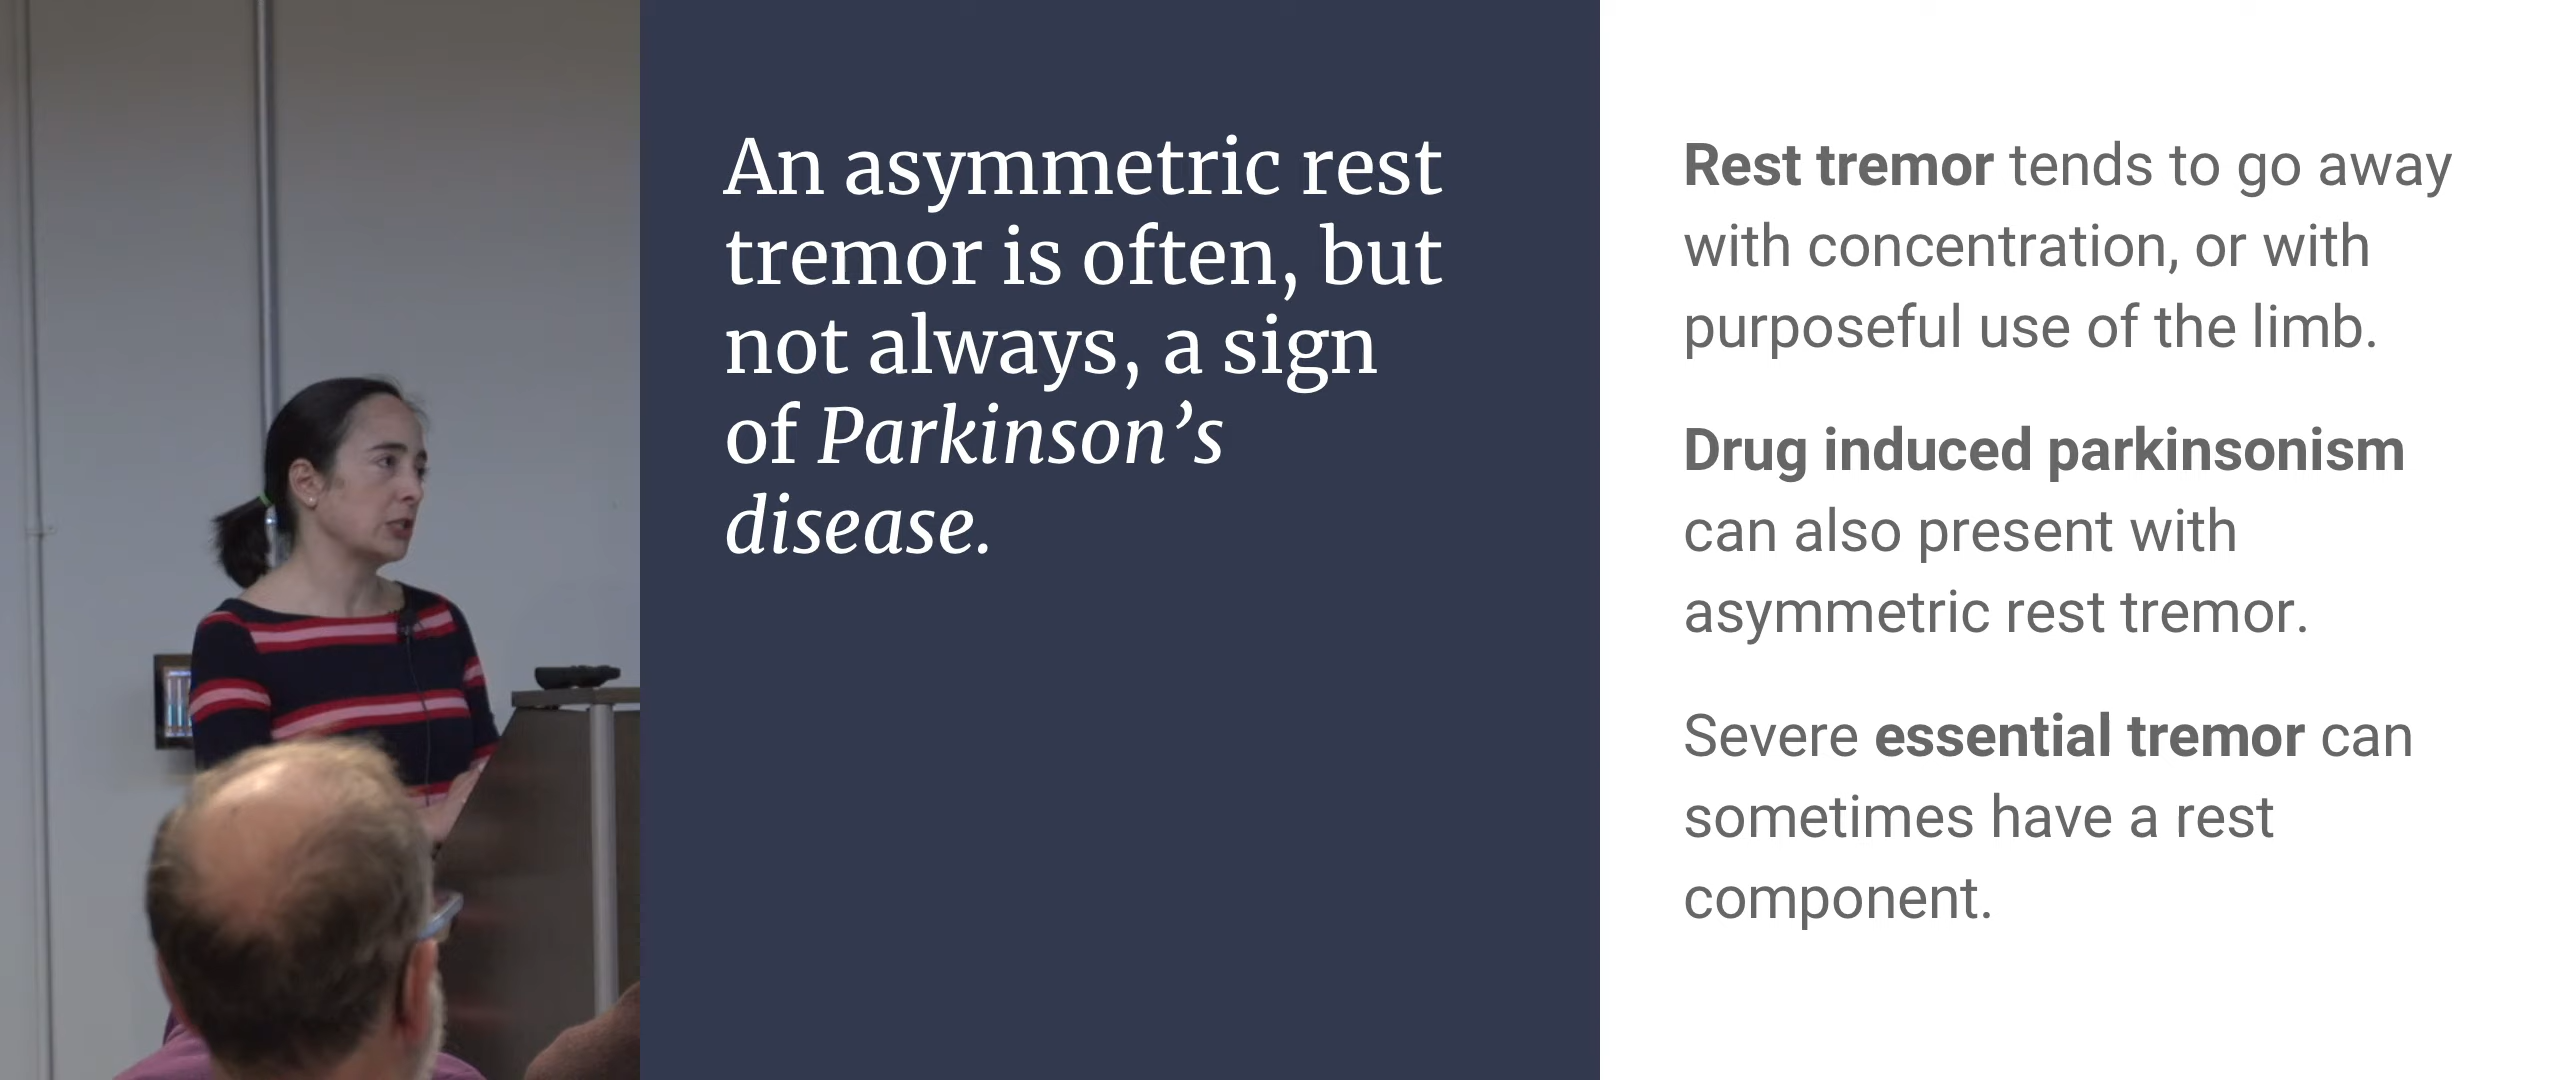 An asymmetric rest
tremor is often, but
not always, a sign
of Parkinson’s
disease.
Rest tremor tends to go away
with concentration, or with
purposeful use of the limb.
Drug induced parkinsonism
can also present with
asymmetric rest tremor.
Severe essential tremor can
sometimes have a rest
component.